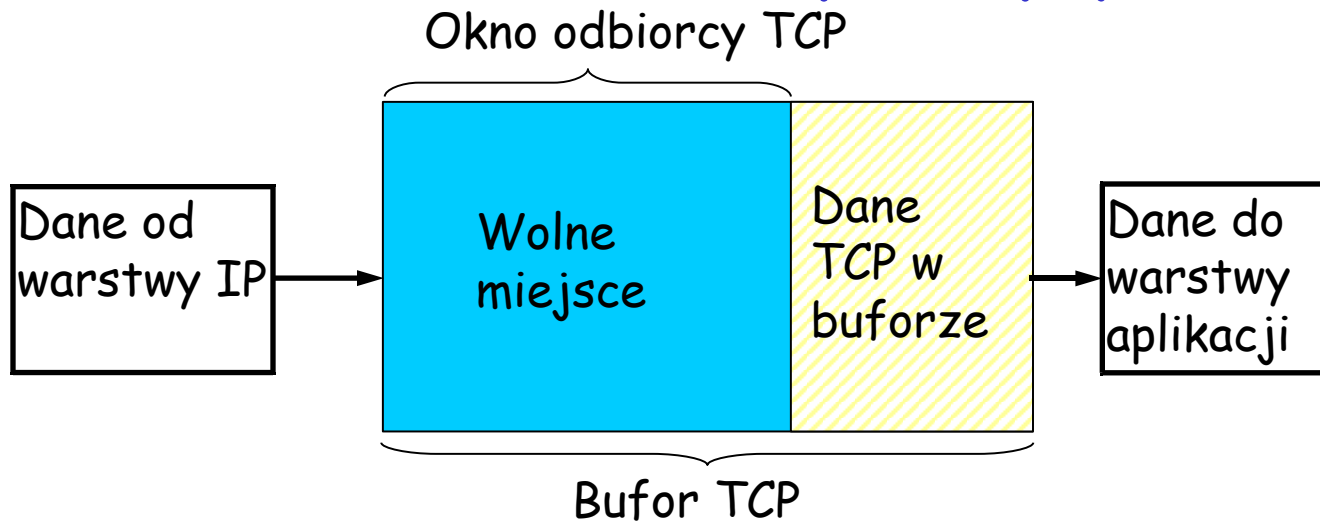 Okno odbiorcy TCP
Dane od
warstwy IP
Wolne
miejsce
Dane
TCP w
buforze
Dane do
warstwy
aplikacji
Bufor TCP